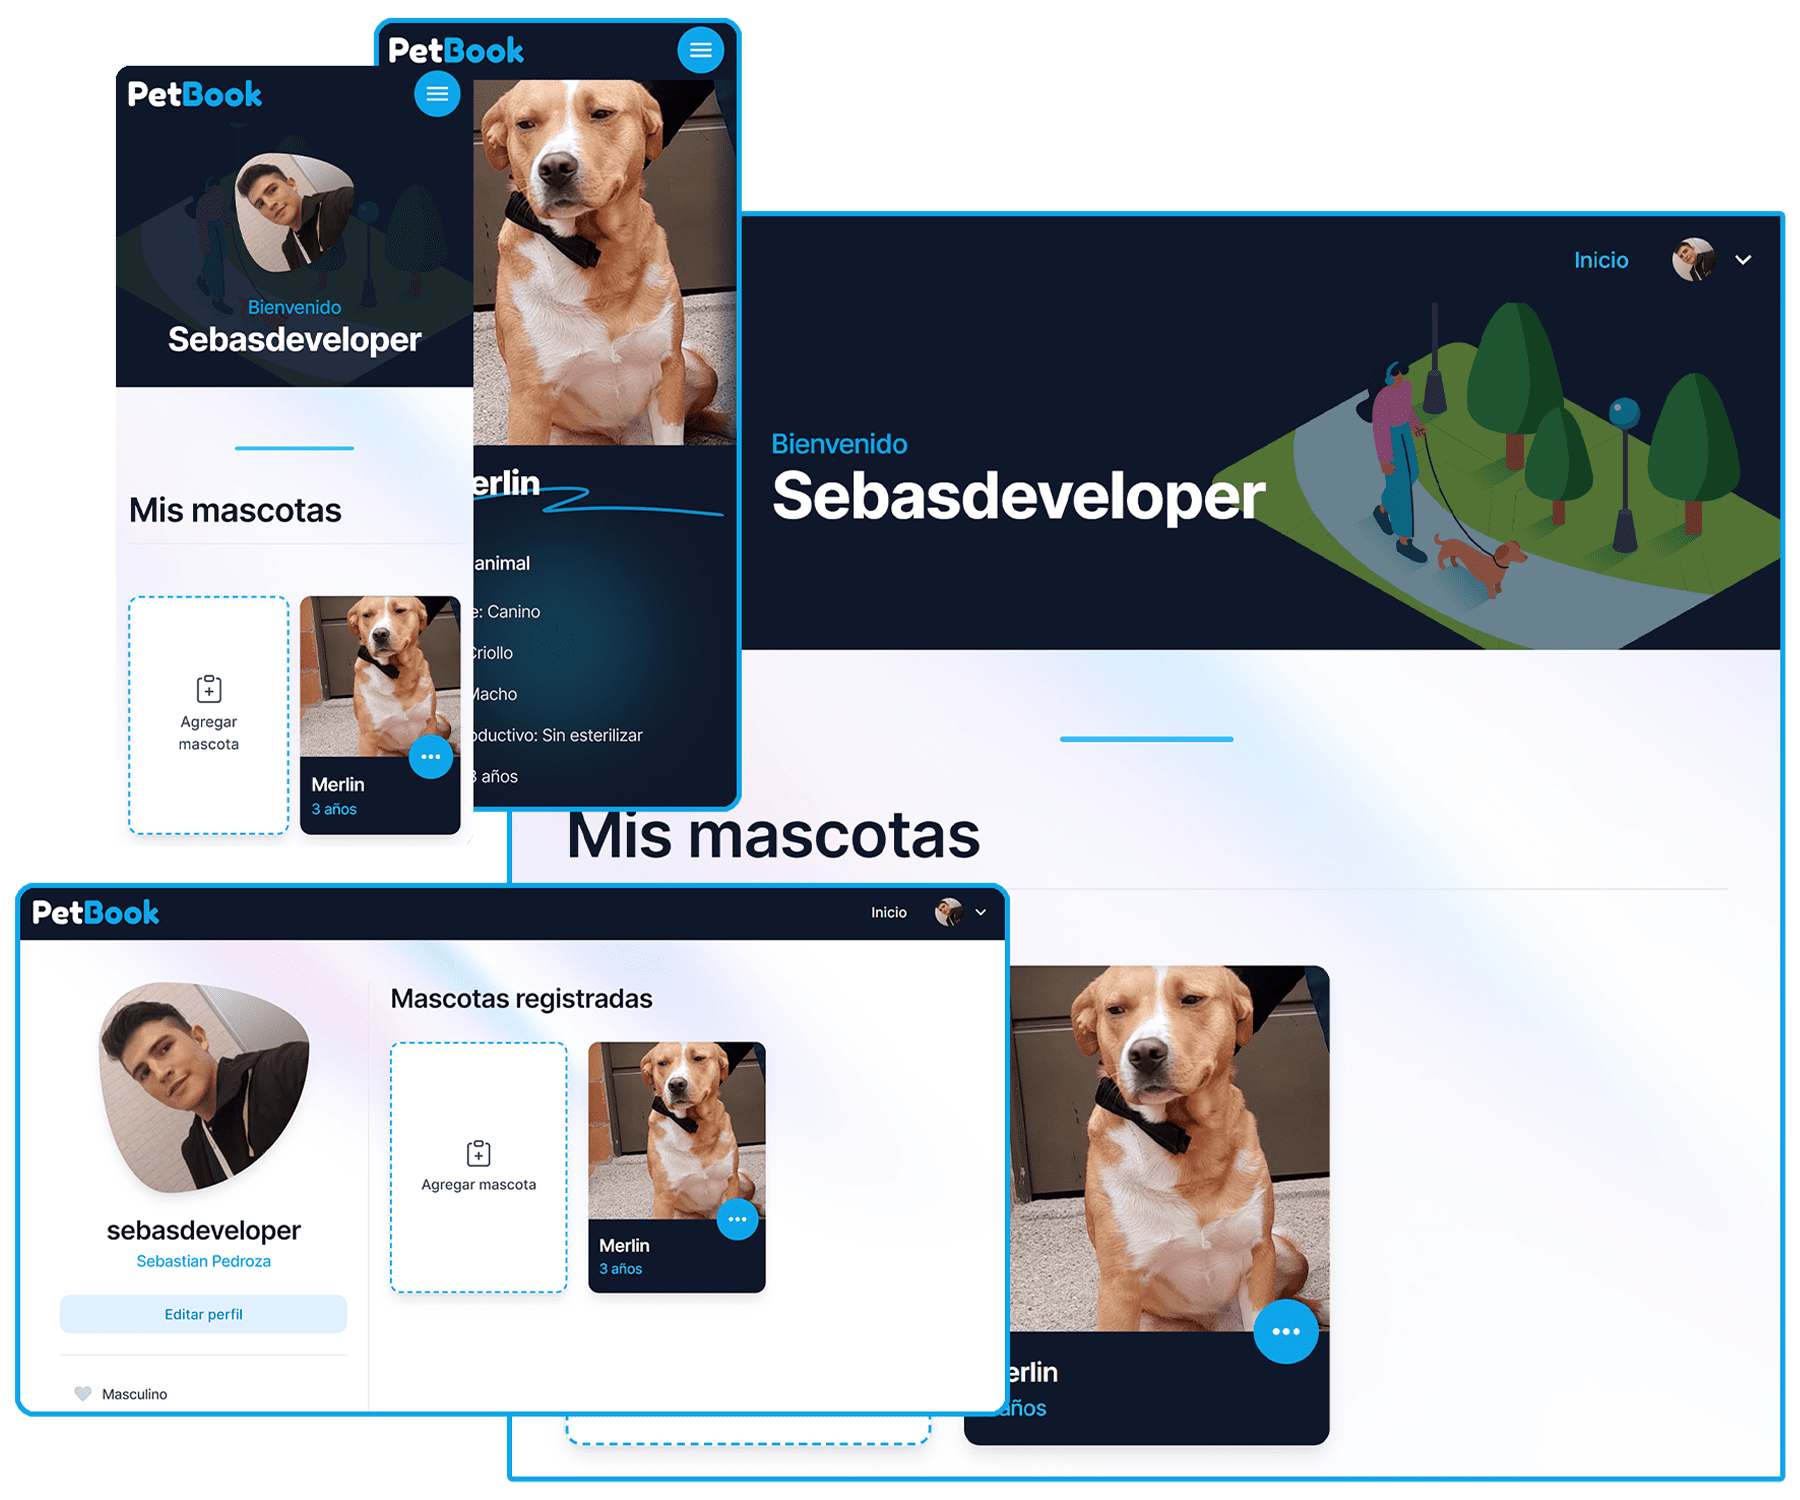 PetBook
Bienvenido
Sebasdeveloper
Mis mascotas
Agregar
mascota
Merlin
3 años
PetBook
erlin
animal
e: Canino
Criollo
Macho
oductivo: Sin esterilizar
3 años
Inicio
Bienvenido
Sebasdeveloper
Mis mascotas
erlin
años
PetBook
Inicio
sebasdeveloper
Sebastian Pedroza
Editar perfil
Masculino
Mascotas registradas
Agregar mascota
Merlin
3 años